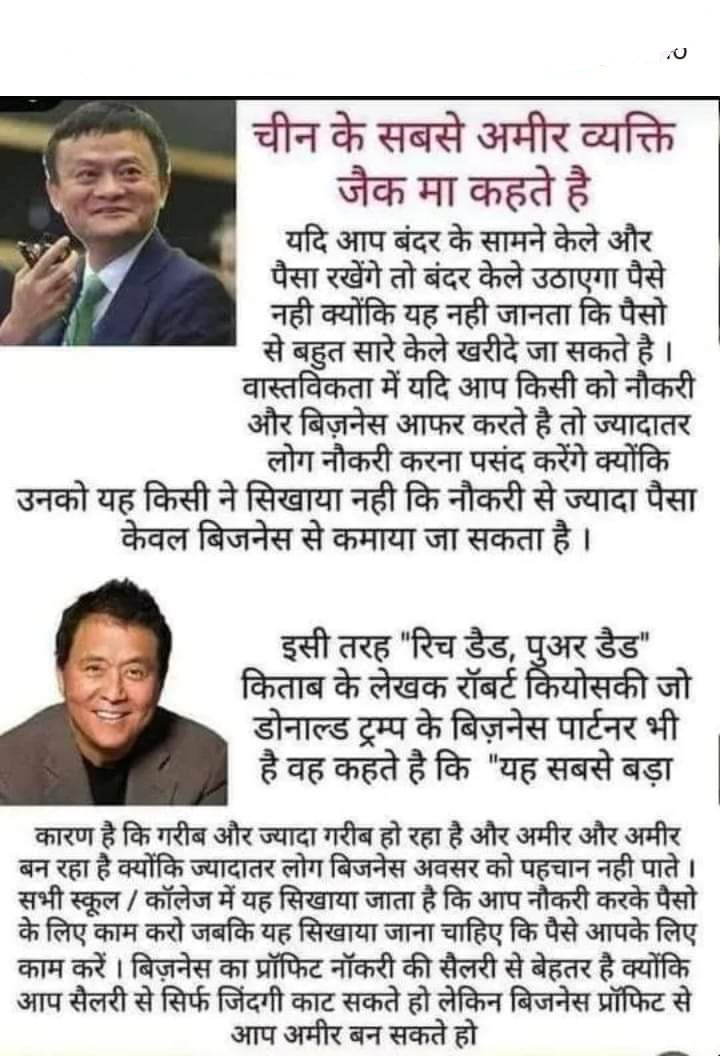 चीन के सबसे अमीर व्यक्ति
जैक मा कहते है
यदि आप बंदर के सामने केले और
पैसा रखेंगे तो बंदर केले उठाएगा पैसे
नही क्योंकि यह नही जानता कि पैसो
से बहुत सारे केले खरीदे जा सकते है ।
वास्तविकता में यदि आप किसी को नौकरी
और बिज़नेस आफर करते है तो ज्यादातर
लोग नौकरी करना पसंद करेंगे क्योंकि
उनको यह किसी ने सिखाया नही कि नौकरी से ज्यादा पैसा
केवल बिजनेस से कमाया जा सकता है ।
इसी तरह "रिच डैड, पुअर डैड"
किताब के लेखक रॉबर्ट कियोसकी जो
डोनाल्ड ट्रम्प के बिज़नेस पार्टनर भी
है वह कहते है कि "यह सबसे बड़ा
कारण है कि गरीब और ज्यादा गरीब हो रहा है और अमीर और अमीर
बन रहा है क्योंकि ज्यादातर लोग बिजनेस अवसर को पहचान नही पाते ।
सभी स्कूल / कॉलेज में यह सिखाया जाता है कि आप नौकरी करके पैसो
के लिए काम करो जबकि यह सिखाया जाना चाहिए कि पैसे आपके लिए
काम करें । बिज़नेस का प्रॉफिट नॉकरी की सैलरी से बेहतर है क्योंकि
आप सैलरी से सिर्फ जिंदगी काट सकते हो लेकिन बिजनेस प्रॉफिट से
आप अमीर बन सकते हो